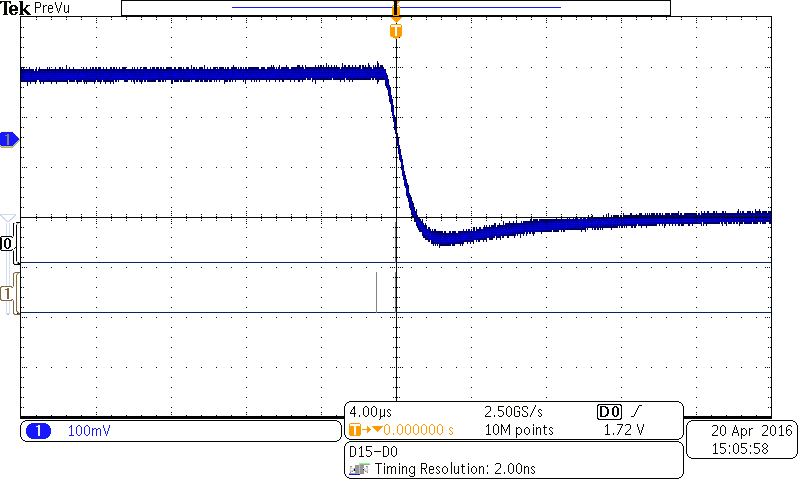 Tek PreVu
T
1
0
1
4.00µs 2.50GS/s D0
T→▼0.000000 s 10M points 1.72 V
1 100mV
20 Apr 2016
15:05:58
D15-D0
Timing Resolution: 2.00ns